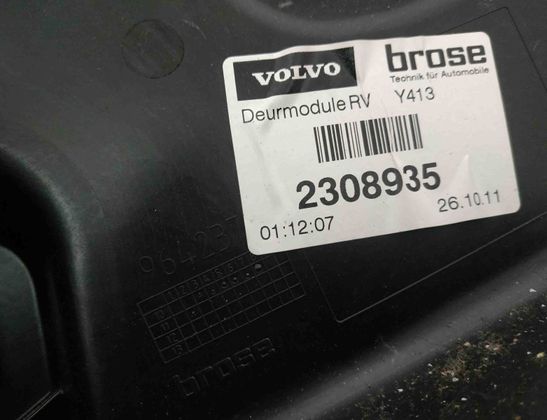 VOLVO brose
Technik für Automobile
Deurmodule RV Y413
2308935
01:12:07 26.10.11
brose